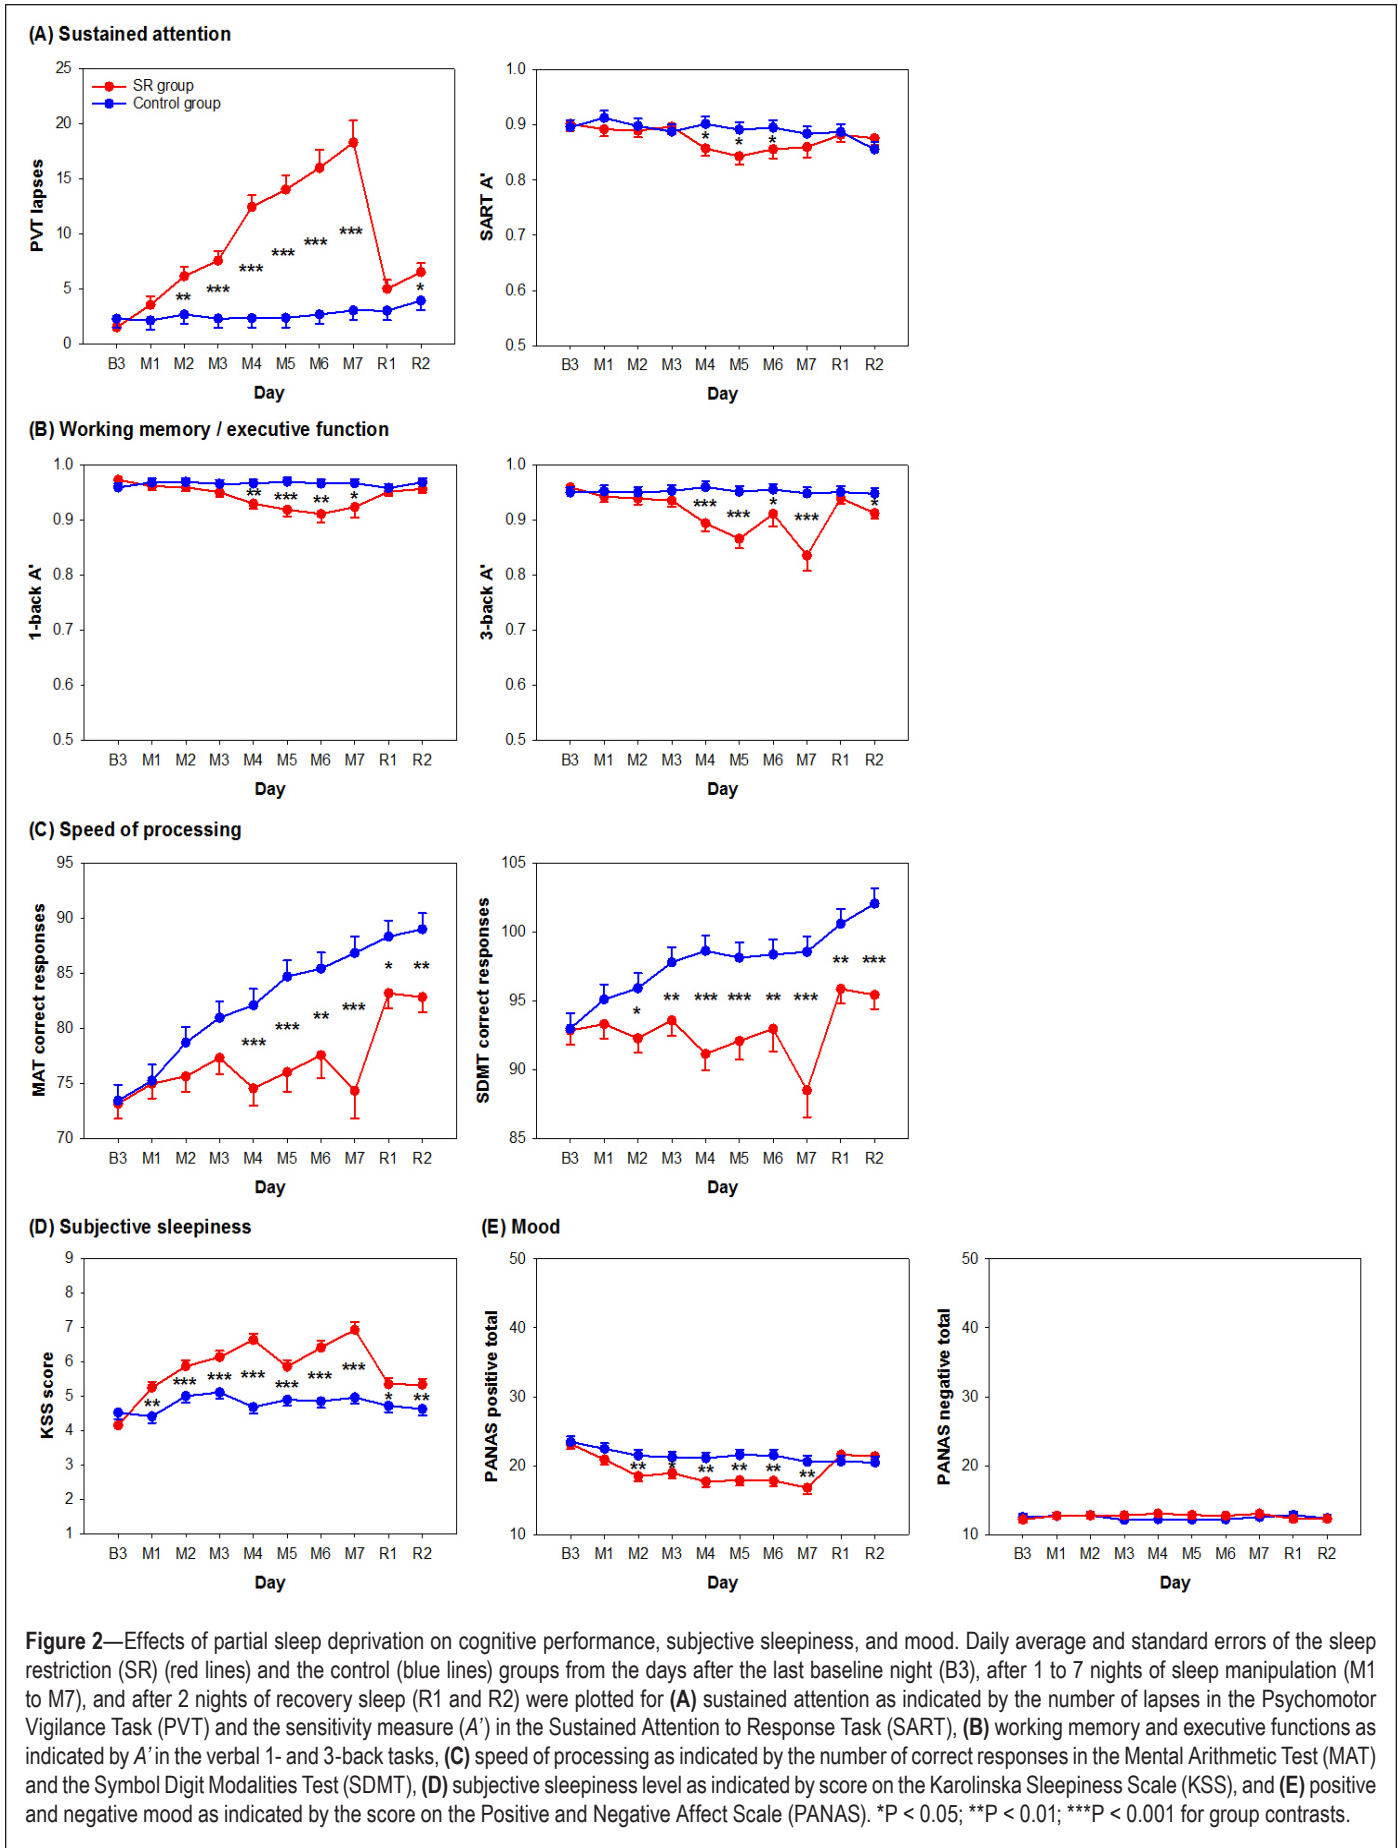 (A) Sustained attention
25
20
15
10
5
0
PVT lapses
SR group
Control group
** *** *** *** *** *** *
B3 M1 M2 M3 M4 M5 M6 M7 R1 R2
Day
1.0
0.9
0.8
0.7
0.6
0.5
SART A'
* * *
B3 M1 M2 M3 M4 M5 M6 M7 R1 R2
Day
(B) Working memory / executive function
1.0
0.9
0.8
0.7
0.6
0.5
1-back A'
** *** ** *
B3 M1 M2 M3 M4 M5 M6 M7 R1 R2
Day
1.0
0.9
0.8
0.7
0.6
0.5
3-back A'
*** *** * *** *
B3 M1 M2 M3 M4 M5 M6 M7 R1 R2
Day
(C) Speed of processing
95
90
85
80
75
70
MAT correct responses
*** *** ** *** * **
B3 M1 M2 M3 M4 M5 M6 M7 R1 R2
Day
105
100
95
90
85
SDMT correct responses
* ** *** *** ** *** ** ***
B3 M1 M2 M3 M4 M5 M6 M7 R1 R2
Day
(D) Subjective sleepiness
9
8
7
6
5
4
3
2
1
KSS score
** *** *** *** *** *** *** * **
B3 M1 M2 M3 M4 M5 M6 M7 R1 R2
Day
(E) Mood
50
40
30
20
10
PANAS positive total
** * ** ** ** **
B3 M1 M2 M3 M4 M5 M6 M7 R1 R2
Day
50
40
30
20
10
PANAS negative total
B3 M1 M2 M3 M4 M5 M6 M7 R1 R2
Day
Figure 2—Effects of partial sleep deprivation on cognitive performance, subjective sleepiness, and mood. Daily average and standard errors of the sleep
restriction (SR) (red lines) and the control (blue lines) groups from the days after the last baseline night (B3), after 1 to 7 nights of sleep manipulation (M1
to M7), and after 2 nights of recovery sleep (R1 and R2) were plotted for (A) sustained attention as indicated by the number of lapses in the Psychomotor
Vigilance Task (PVT) and the sensitivity measure (A’) in the Sustained Attention to Response Task (SART), (B) working memory and executive functions as
indicated by A’ in the verbal 1- and 3-back tasks, (C) speed of processing as indicated by the number of correct responses in the Mental Arithmetic Test (MAT)
and the Symbol Digit Modalities Test (SDMT), (D) subjective sleepiness level as indicated by score on the Karolinska Sleepiness Scale (KSS), and (E) positive
and negative mood as indicated by the score on the Positive and Negative Affect Scale (PANAS). *P < 0.05; **P < 0.01; ***P < 0.001 for group contrasts.